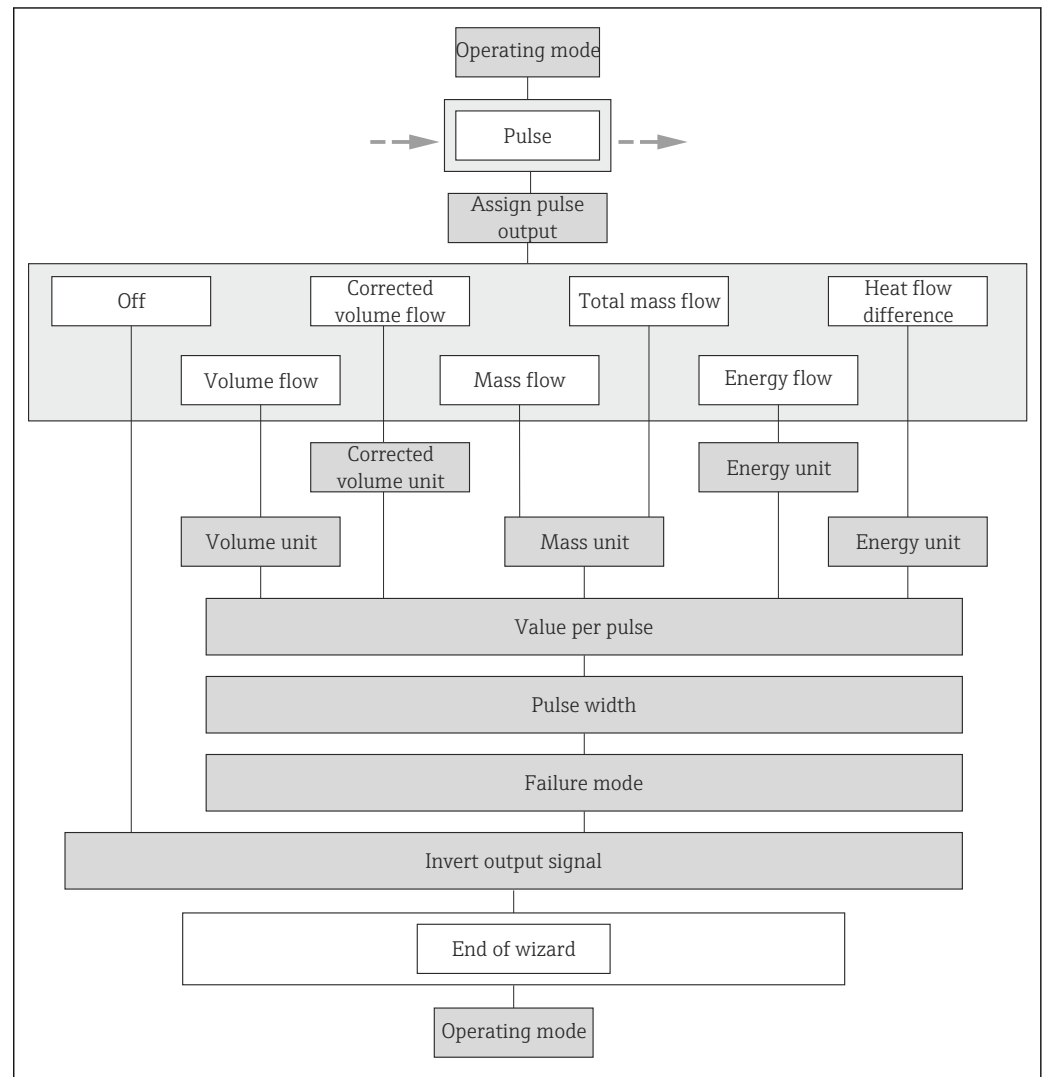 Operating mode
Pulse
Assign pulse
output
Off
Corrected
volume flow
Total mass flow
Heat flow
difference
Volume flow
Mass flow
Energy flow
Corrected
volume unit
Energy unit
Volume unit
Mass unit
Energy unit
Value per pulse
Pulse width
Failure mode
Invert output signal
End of wizard
Operating mode